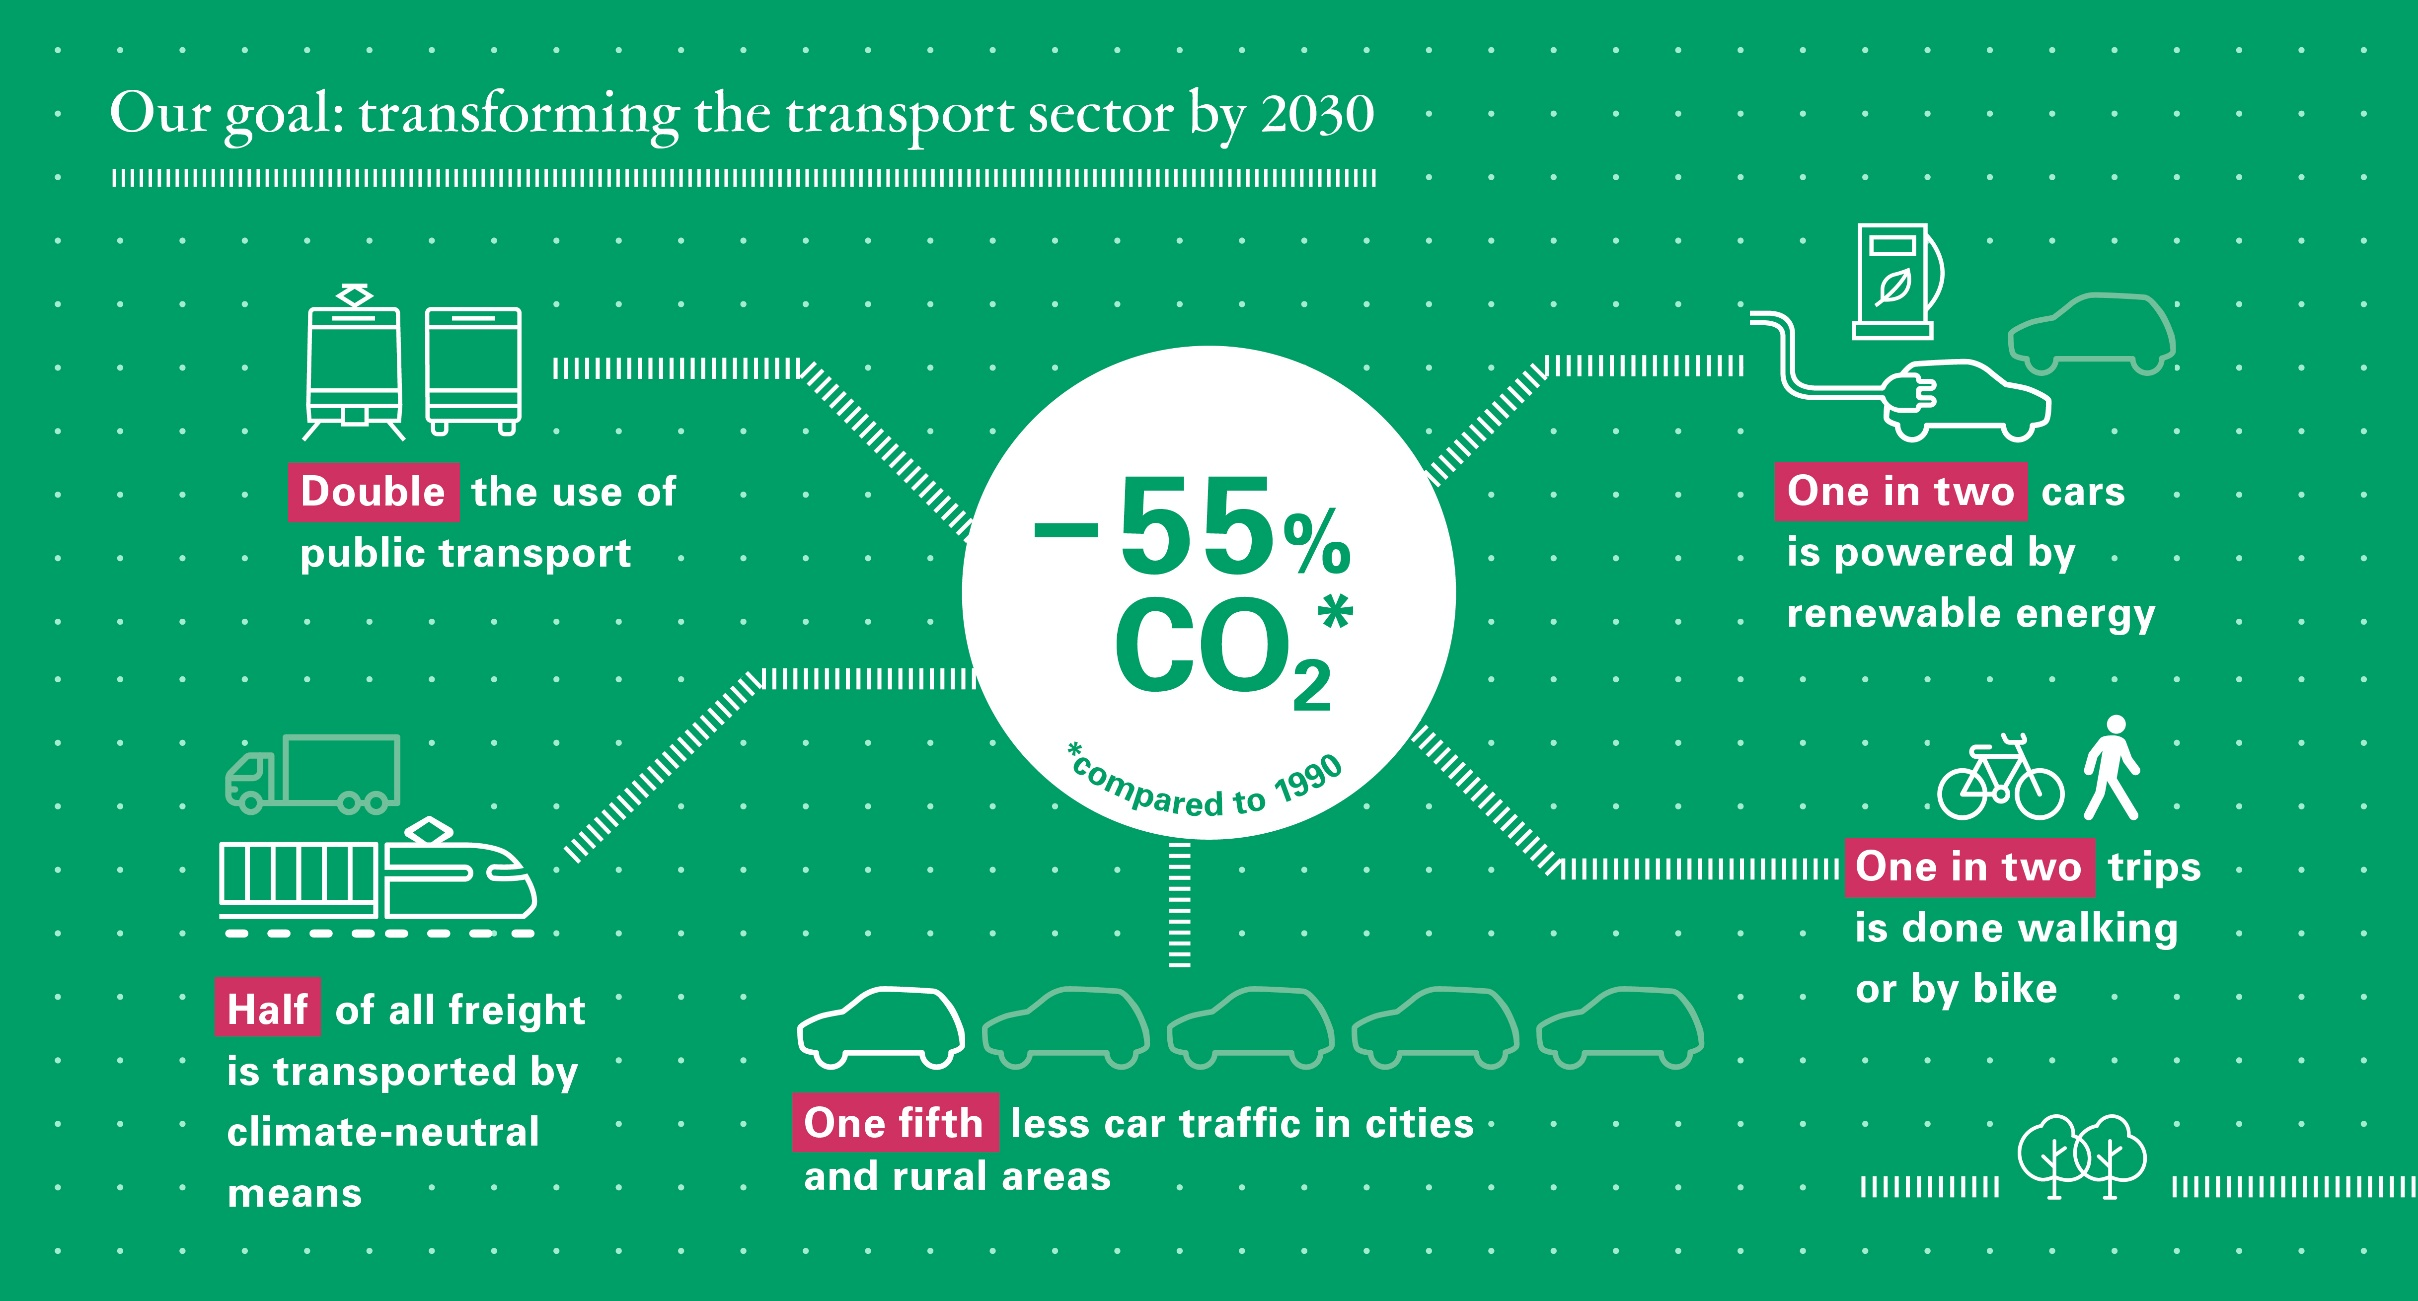 Our goal: transforming the transport sector by 2030
Double the use of
public transport
–55%
CO₂*
*compared to 1990
One in two cars
is powered by
renewable energy
Half of all freight
is transported by
climate-neutral
means
One fifth less car traffic in cities
and rural areas
One in two trips
is done walking
or by bike